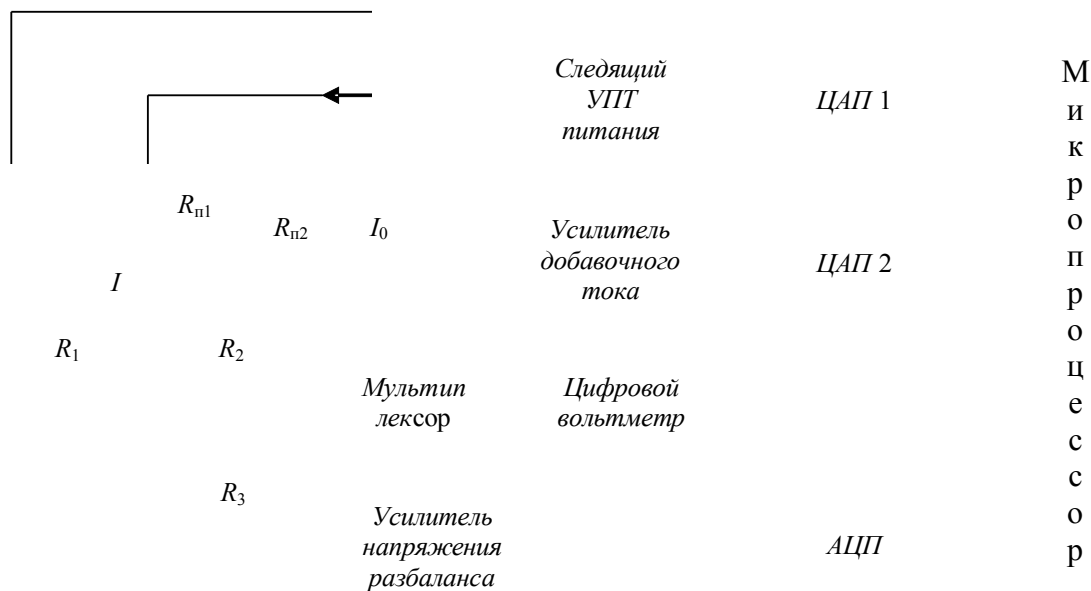 Следящий
УПТ
питания
ЦАП 1
Rп1
Rп2
I0
Усилитель
добавочного
тока
ЦАП 2
I
R1
R2
Мультип
лексор
Цифровой
вольтметр
R3
Усилитель
напряжения
разбаланса
АЦП
М
и
к
р
о
п
р
о
ц
е
с
с
о
р